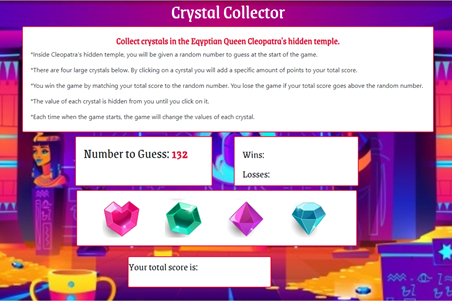 Crystal Collector
Collect crystals in the Eqyptian Queen Cleopatra's hidden temple.
*Inside Cleopatra's hidden temple, you will be given a random number to guess at the start of the game.
*There are four large crystals below. By clicking on a cyrstal you will add a specific amount of points to your total score.
*You win the game by matching your total score to the random number. You lose the game if your total score goes above the random number.
*The value of each crystal is hidden from you until you click on it.
*Each time when the game starts, the game will change the values of each crystal.
Number to Guess: 132
Wins:
Losses:
Your total score is: